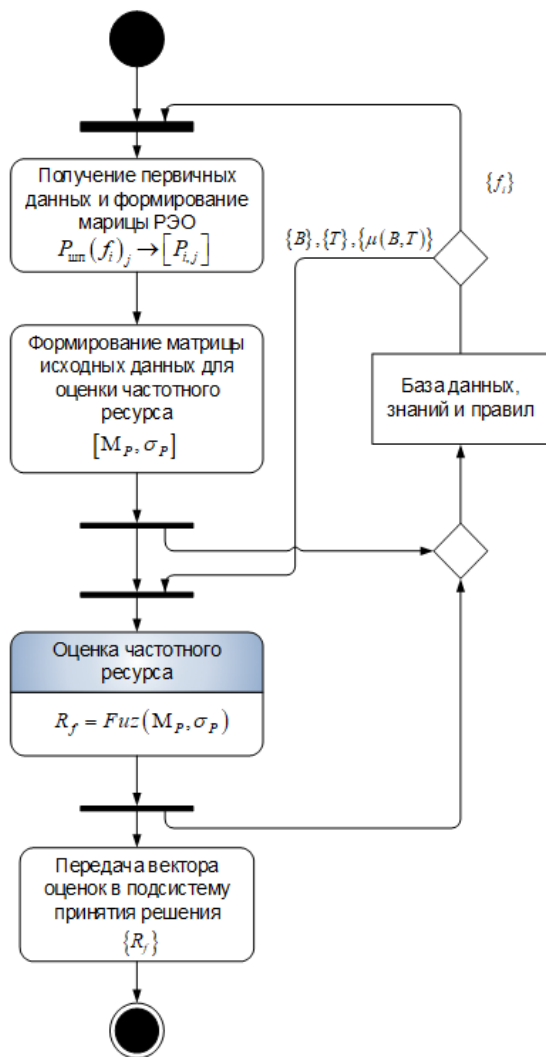 Получение первичных
данных и формирование
марицы РЭО
P_шп(f_i)_j → [P_i,j]
{f_i}
{B},{T},{μ(B,T)}
Формирование матрицы
исходных данных для
оценки частотного
ресурса
[M_P, σ_P]
База данных,
знаний и правил
Оценка частотного
ресурса
R_f = Fuz(M_P, σ_P)
Передача вектора
оценок в подсистему
принятия решения
{R_f}